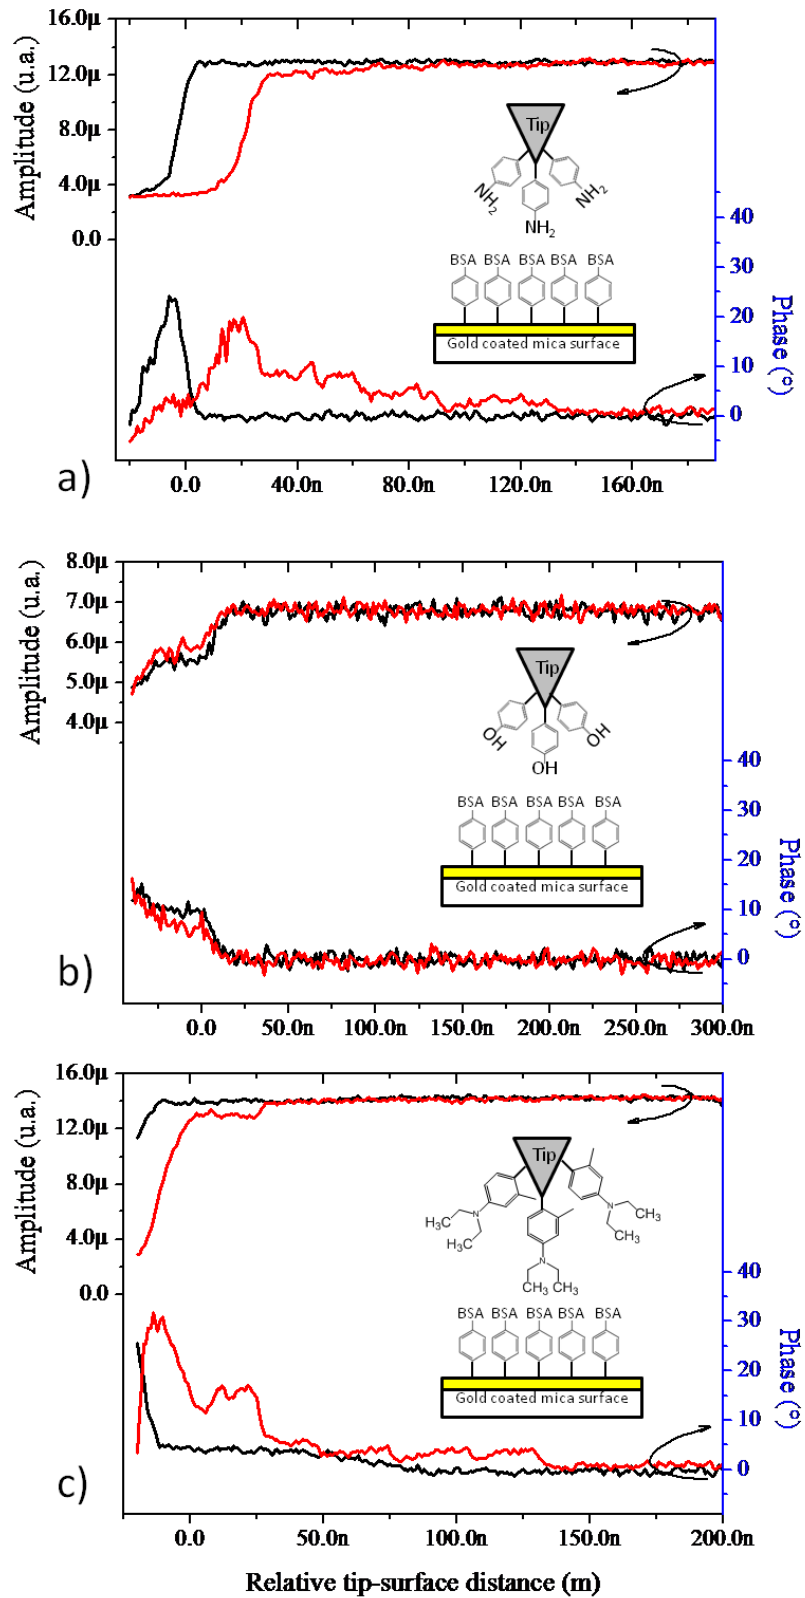 16.0μ
12.0μ
8.0μ
4.0μ
0.0
Amplitude (u.a.)
Tip
NH2
NH2
NH2
BSA BSA BSA BSA BSA
Gold coated mica surface
40
30
20
10
0
Phase (°)
a)
0.0 40.0n 80.0n 120.0n 160.0n
8.0μ
7.0μ
6.0μ
5.0μ
4.0μ
Amplitude (u.a.)
Tip
OH
OH
OH
BSA BSA BSA BSA BSA
Gold coated mica surface
40
30
20
10
0
Phase (°)
b)
0.0 50.0n 100.0n 150.0n 200.0n 250.0n 300.0n
16.0μ
12.0μ
8.0μ
4.0μ
0.0
Amplitude (u.a.)
Tip
N
H3C
H3C
N
CH3
CH3
N
CH3 CH3
BSA BSA BSA BSA BSA
Gold coated mica surface
40
30
20
10
0
Phase (°)
c)
0.0 50.0n 100.0n 150.0n 200.0n
Relative tip-surface distance (m)